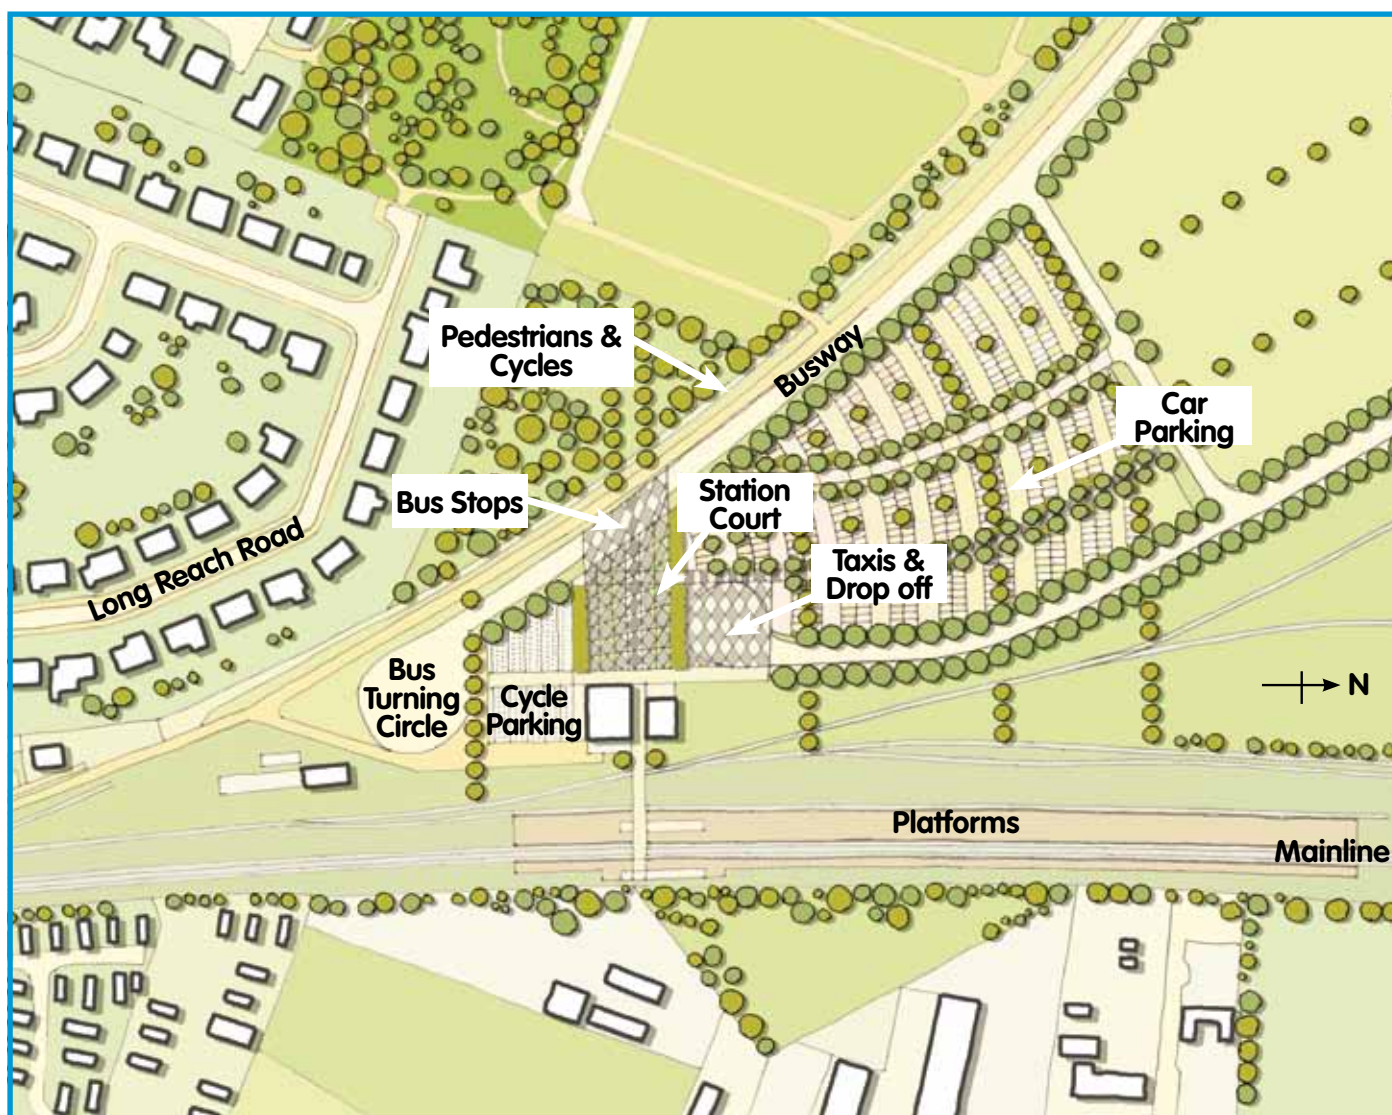 Pedestrians &
Cycles
Busway
Car
Parking
Bus Stops
Station
Court
Taxis &
Drop off
Long Reach Road
Bus
Turning
Circle
Cycle
Parking
N
Platforms
Mainline